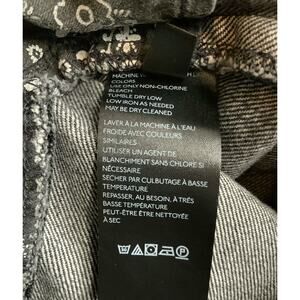 MACHINE
COLORS
USE ONLY NON-CHLORINE
BLEACH
TUMBLE DRY LOW
LOW IRON AS NEEDED
MAY BE DRY CLEANED
LAVER À LA MACHINE À L'EAU
FROIDE AVEC COULEURS
SIMILAIRES
UTILISER UN AGENT DE
BLANCHIMENT SANS CHLORE SI
NÉCESSAIRE
SECHER PAR CULBUTAGE À BASSE
TEMPERATURE
REPASSER, AU BESOIN, À TRÈS
BASSE TEMPÉRATURE
PEUT-ÊTRE ÊTRE NETTOYÉE
À SEC
P